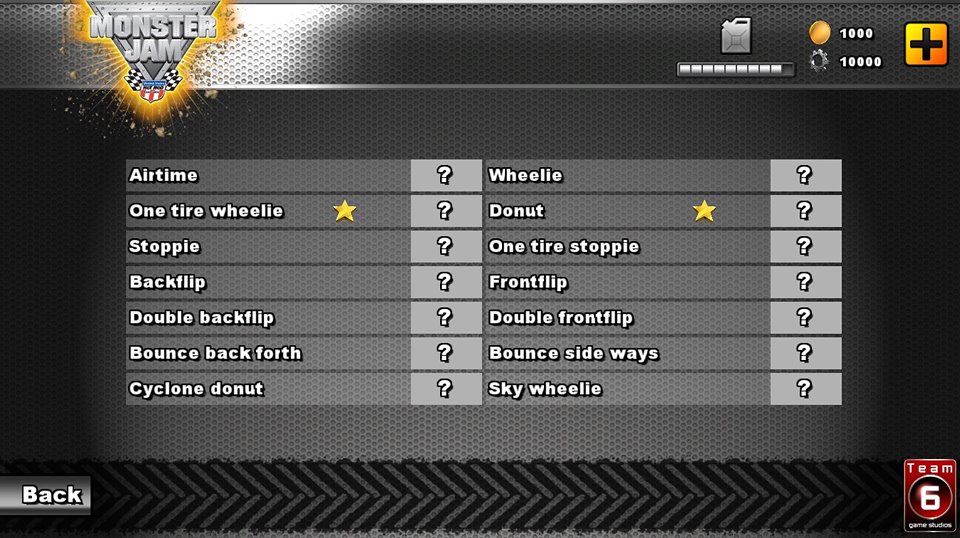 MONSTER
JAM
1000
10000
Airtime ?
Wheelie ?
One tire wheelie ?
Donut ?
Stoppie ?
One tire stoppie ?
Backflip ?
Frontflip ?
Double backflip ?
Double frontflip ?
Bounce back forth ?
Bounce side ways ?
Cyclone donut ?
Sky wheelie ?
Back
Team
6
game studios